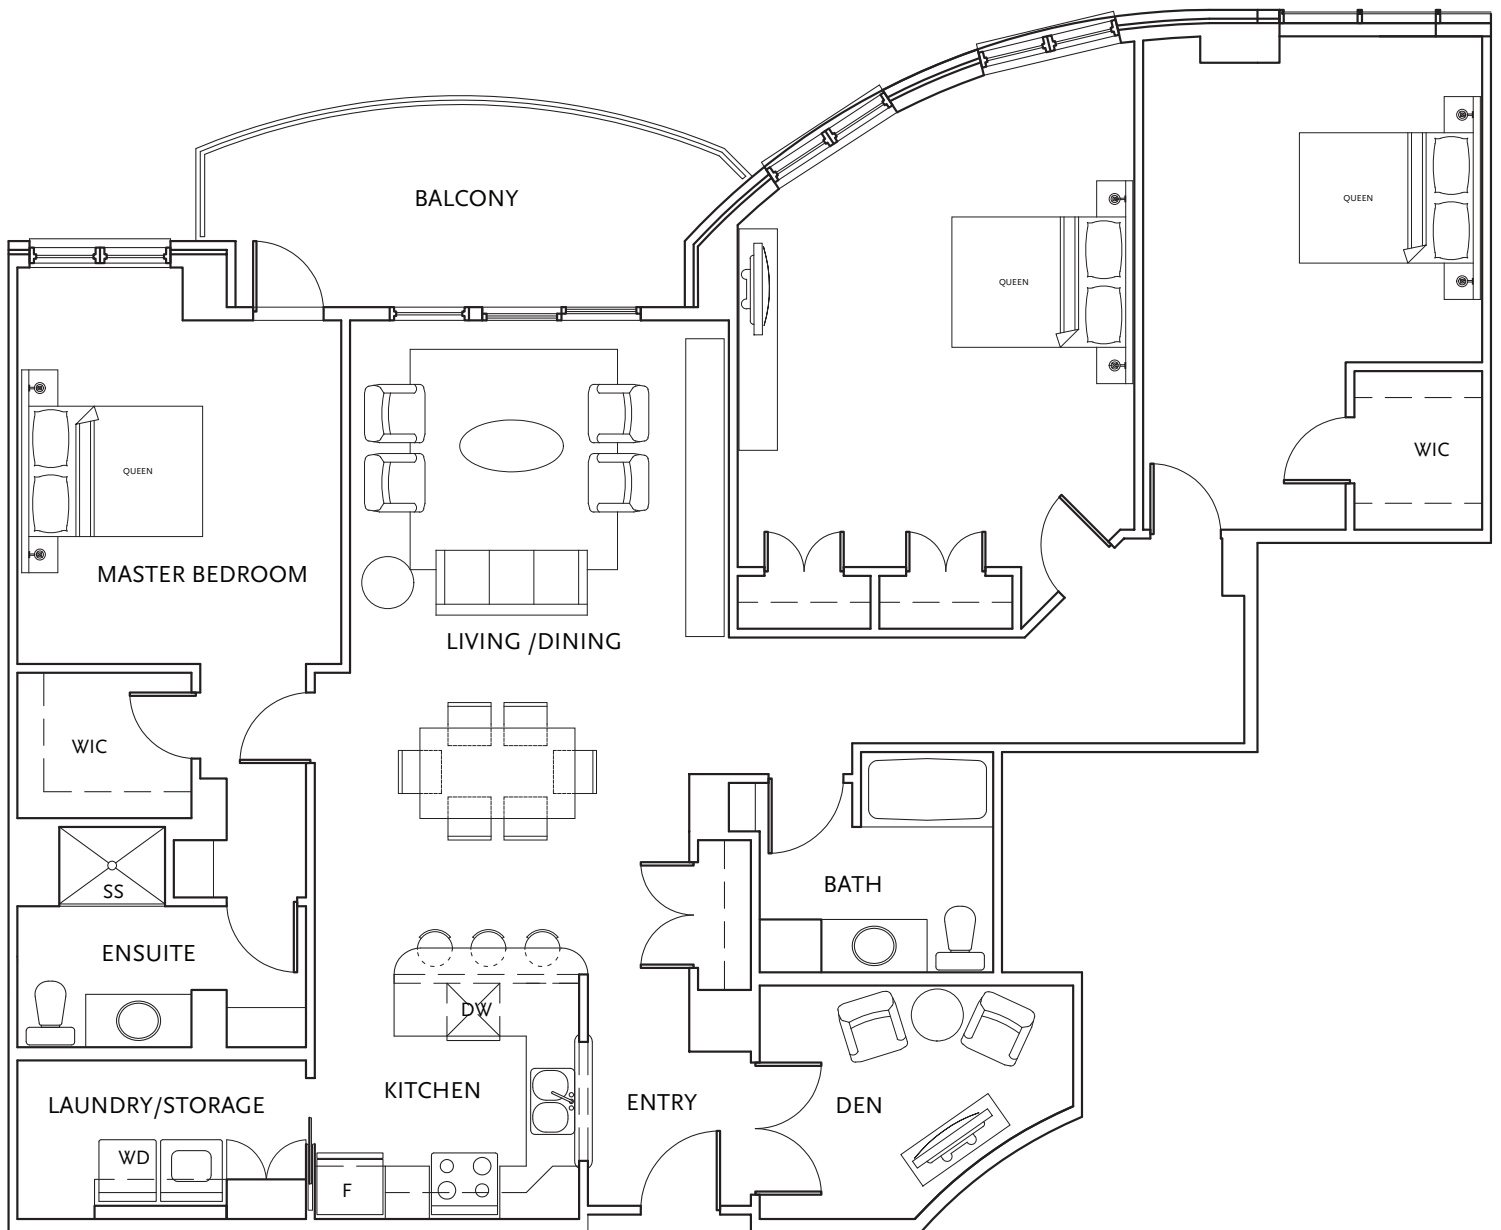 BALCONY
QUEEN
QUEEN
WIC
QUEEN
MASTER BEDROOM
LIVING /DINING
WIC
SS
BATH
ENSUITE
DW
KITCHEN
LAUNDRY/STORAGE
ENTRY
DEN
WD
F